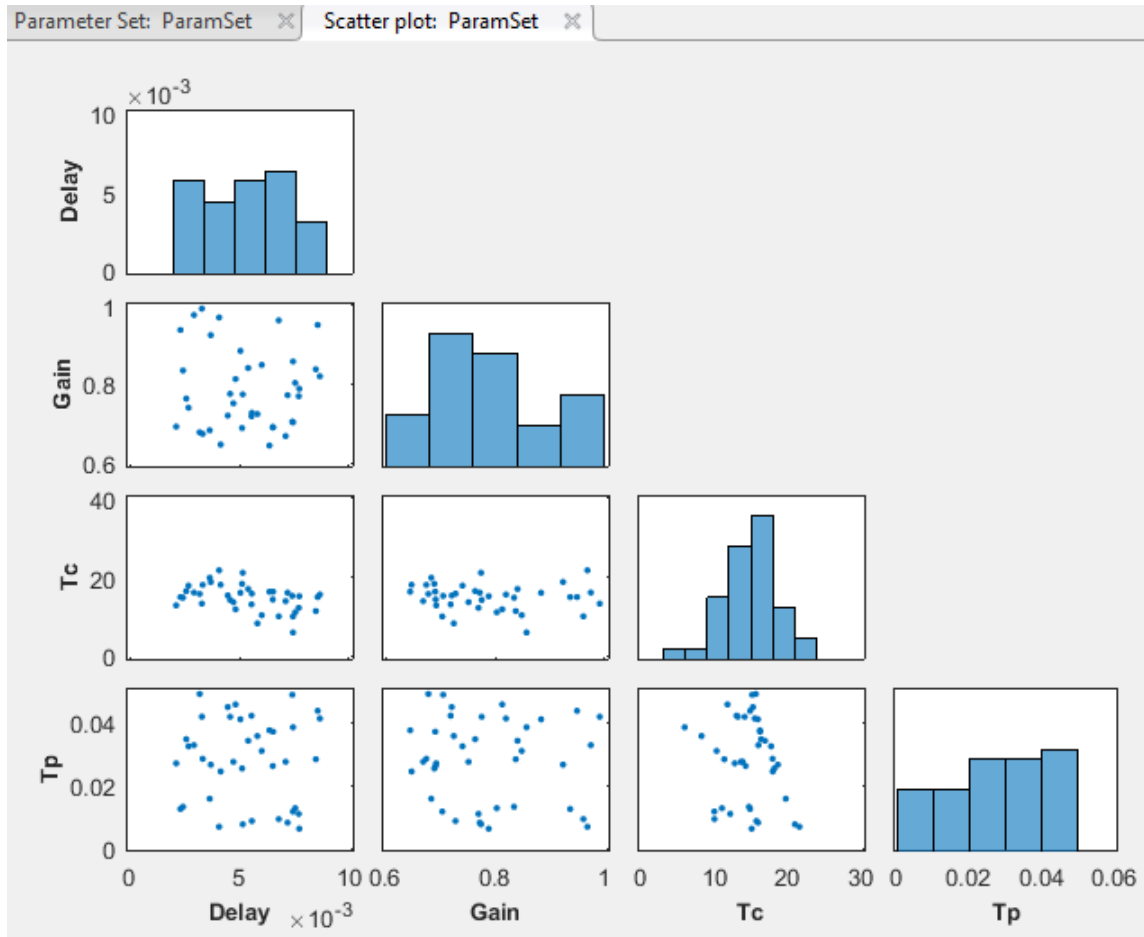 Parameter Set: ParamSet × Scatter plot: ParamSet ×
×10⁻³
10
Delay
5
0
1
Gain
0.8
0.6
40
Tc
20
0
0.04
Tp
0.02
0
0 5 10 0.6 0.8 1 0 10 20 30 0 0.02 0.04 0.06
Delay ×10⁻³ Gain Tc Tp